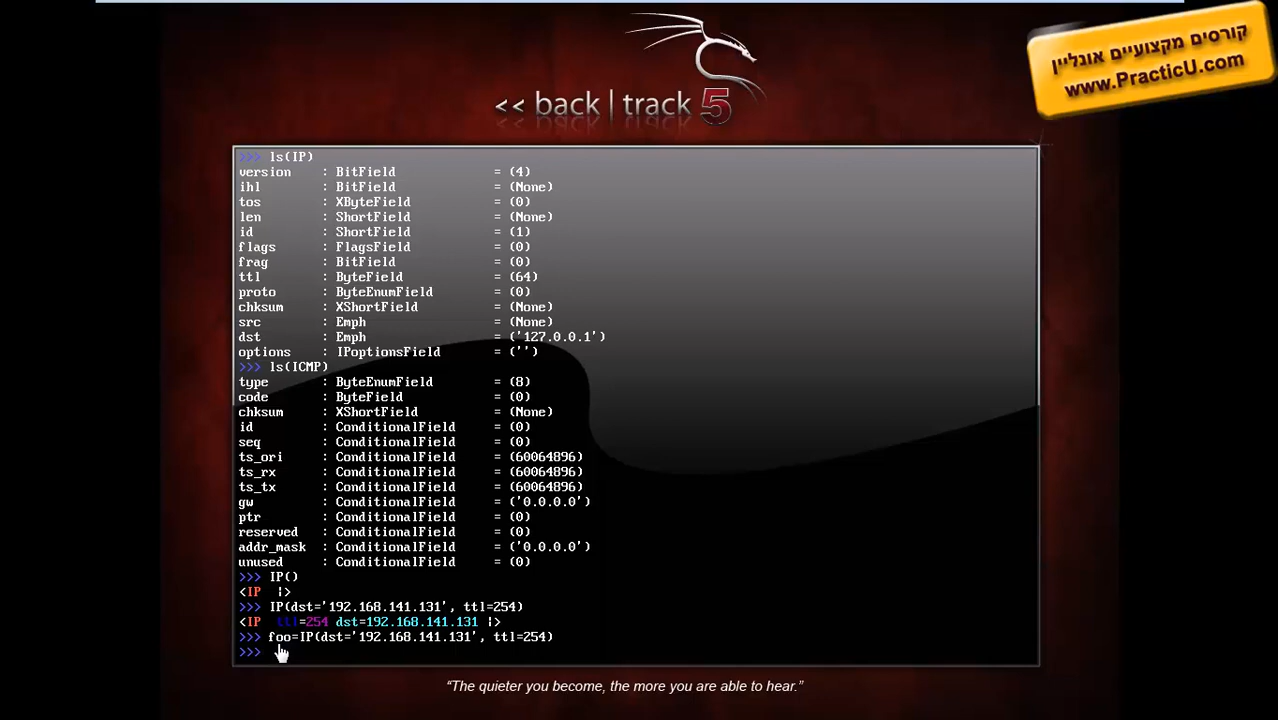 קורסים מקצועיים אונליין
www.PracticU.com
<< back | track 5
>>> ls(IP)
version : BitField = (4)
ihl : BitField = (None)
tos : XByteField = (0)
len : ShortField = (None)
id : ShortField = (1)
flags : FlagsField = (0)
frag : BitField = (0)
ttl : ByteField = (64)
proto : ByteEnumField = (0)
chksum : XShortField = (None)
src : Emph = (None)
dst : Emph = ('127.0.0.1')
options : IPoptionsField = ('')
>>> ls(ICMP)
type : ByteEnumField = (8)
code : ByteField = (0)
chksum : XShortField = (None)
id : ConditionalField = (0)
seq : ConditionalField = (0)
ts_ori : ConditionalField = (60064896)
ts_rx : ConditionalField = (60064896)
ts_tx : ConditionalField = (60064896)
gw : ConditionalField = ('0.0.0.0')
ptr : ConditionalField = (0)
reserved : ConditionalField = (0)
addr_mask : ConditionalField = ('0.0.0.0')
unused : ConditionalField = (0)
>>> IP()
<IP |>
>>> IP(dst='192.168.141.131', ttl=254)
<IP ttl=254 dst=192.168.141.131 |>
>>> foo=IP(dst='192.168.141.131', ttl=254)
>>>
“The quieter you become, the more you are able to hear.”